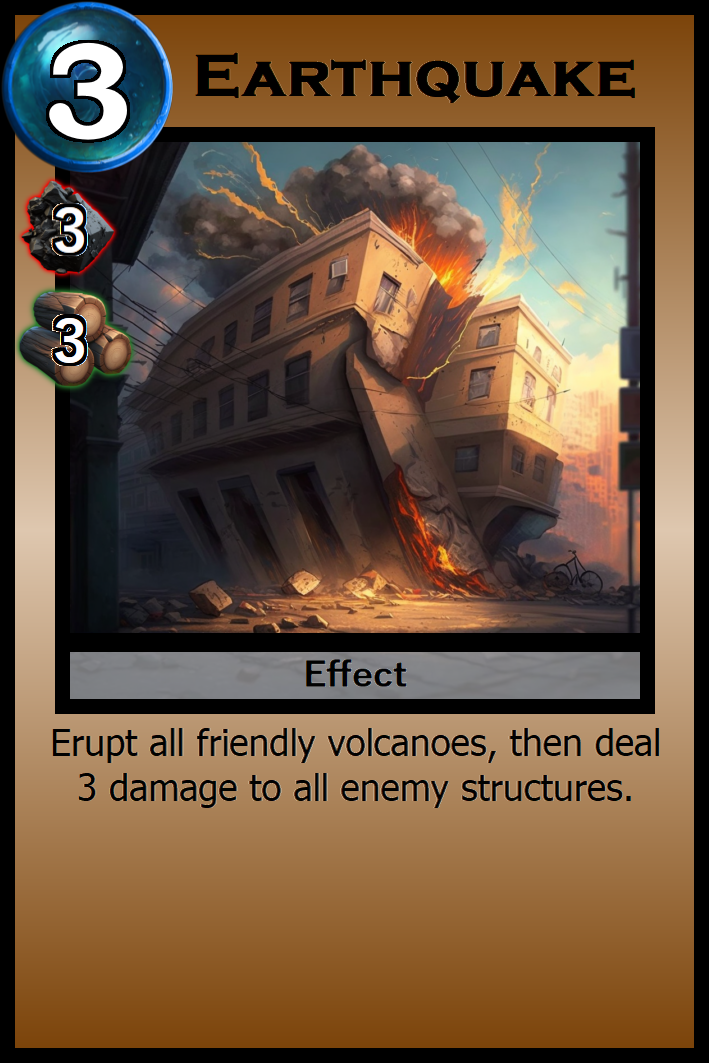 3
Earthquake
3
3
Effect
Erupt all friendly volcanoes, then deal
3 damage to all enemy structures.